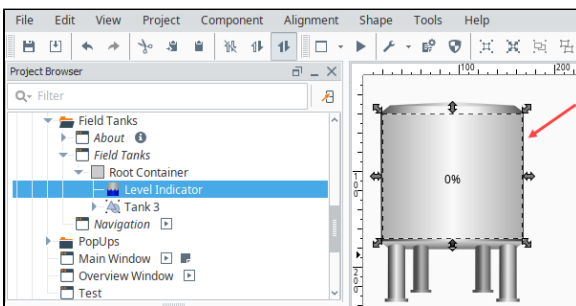 File Edit View Project Component Alignment Shape Tools Help
Project Browser
Filter
100
200
Field Tanks
About
Field Tanks
Root Container
Level Indicator
Tank 3
Navigation
PopUps
Main Window
Overview Window
Test
0%